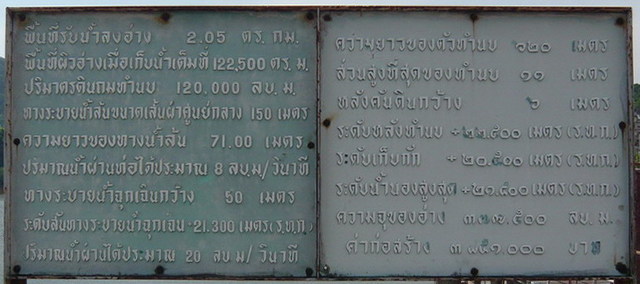 พื้นที่รับน้ำลงอ่าง 2.05 ตร. กม.
พื้นที่ผิวอ่างเมื่อเก็บน้ำเต็มที่ 122,500 ตร. ม.
ปริมาตรดินถมทำนบ 120.000 ลบ. ม.
ทางระบายน้ำล้นขนาดเส้นผ่าศูนย์กลาง 1.50 เมตร
ความยาวของทางน้ำล้น 71.00 เมตร
ปริมาณน้ำผ่านท่อได้ประมาณ 8 ลบ.ม/วินาที
ทางระบายน้ำฉุกเฉินกว้าง 50 เมตร
ระดับสันทางระบายน้ำฉุกเฉิน +21.300 เมตร(ร.ท.ก.)
ปริมาณน้ำผ่านได้ประมาณ 20 ลบ.ม/วินาที
ความยาวของตัวทำนบ ๖๒๐ เมตร
ส่วนสูงที่สุดของทำนบ ๑๑ เมตร
หลังคันดินกว้าง ๖ เมตร
ระดับหลังทำนบ +๒๒.๕๐๐ เมตร(ร.ท.ก.)
ระดับเก็บกัก +๒๐.๕๑๐ เมตร(ร.ท.ก.)
ระดับน้ำนองสูงสุด +๒๑.๕๐๐ เมตร(ร.ท.ก.)
ความจุของอ่าง ลบ. ม.
ค่าก่อสร้าง บาท